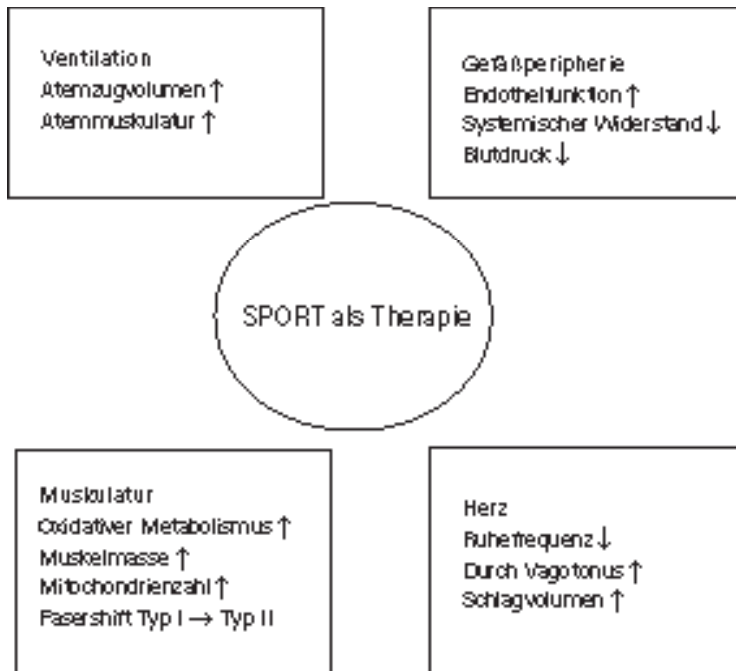 Ventilation
Atemzugvolumen ↑
Atemmuskulatur ↑
Gefäßperipherie
Endothelfunktion ↑
Systemischer Widerstand ↓
Blutdruck ↓
SPORT als Therapie
Muskulatur
Oxidativer Metabolismus ↑
Muskelmasse ↑
Mitochondrienzahl ↑
Fasershift Typ I → Typ II
Herz
Ruhefrequenz ↓
Durch Vagotonus ↑
Schlagvolumen ↑